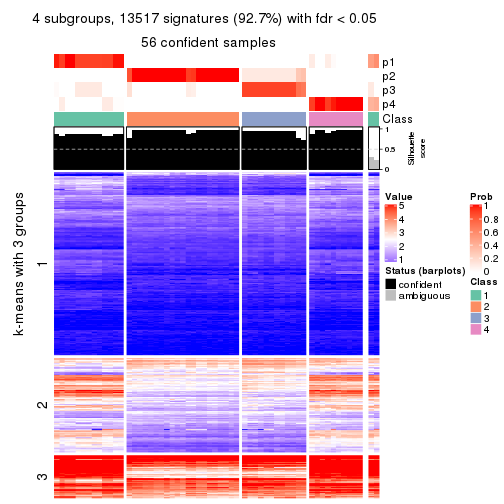 4 subgroups, 13517 signatures (92.7%) with fdr < 0.05
56 confident samples
p1
p2
p3
p4
Class
1
0.5
0
Silhouette
score
k-means with 3 groups
1
2
3
Value
5
4
3
2
1
Status (barplots)
confident
ambiguous
Prob
1
0.8
0.6
0.4
0.2
0
Class
1
2
3
4